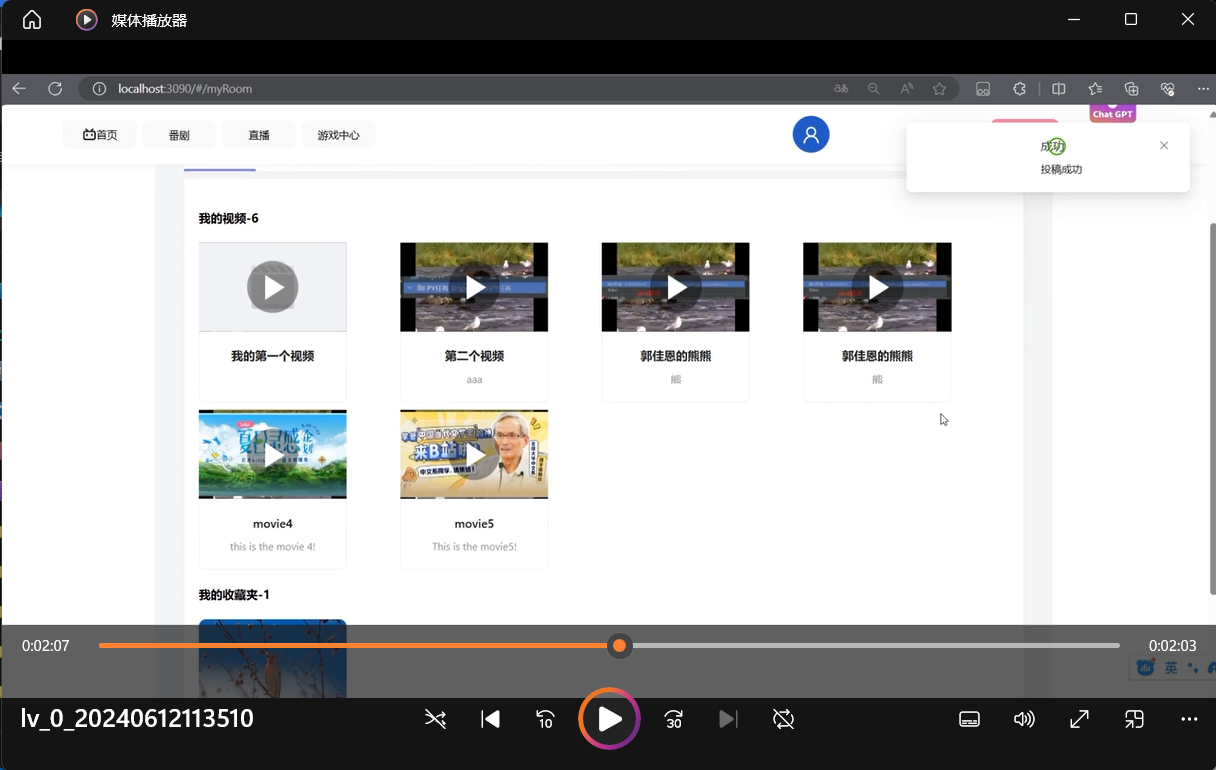 媒体播放器
localhost:3090/#/myRoom
首页
番剧
直播
游戏中心
Chat GPT
成功
投稿成功
我的视频-6
我的第一个视频
第二个视频
aaa
郭佳恩的熊熊
熊
郭佳恩的熊熊
熊
来B站
movie4
this is the movie 4!
movie5
This is the movie5!
我的收藏夹-1
0:02:07
0:02:03
英
lv_0_20240612113510
10
30